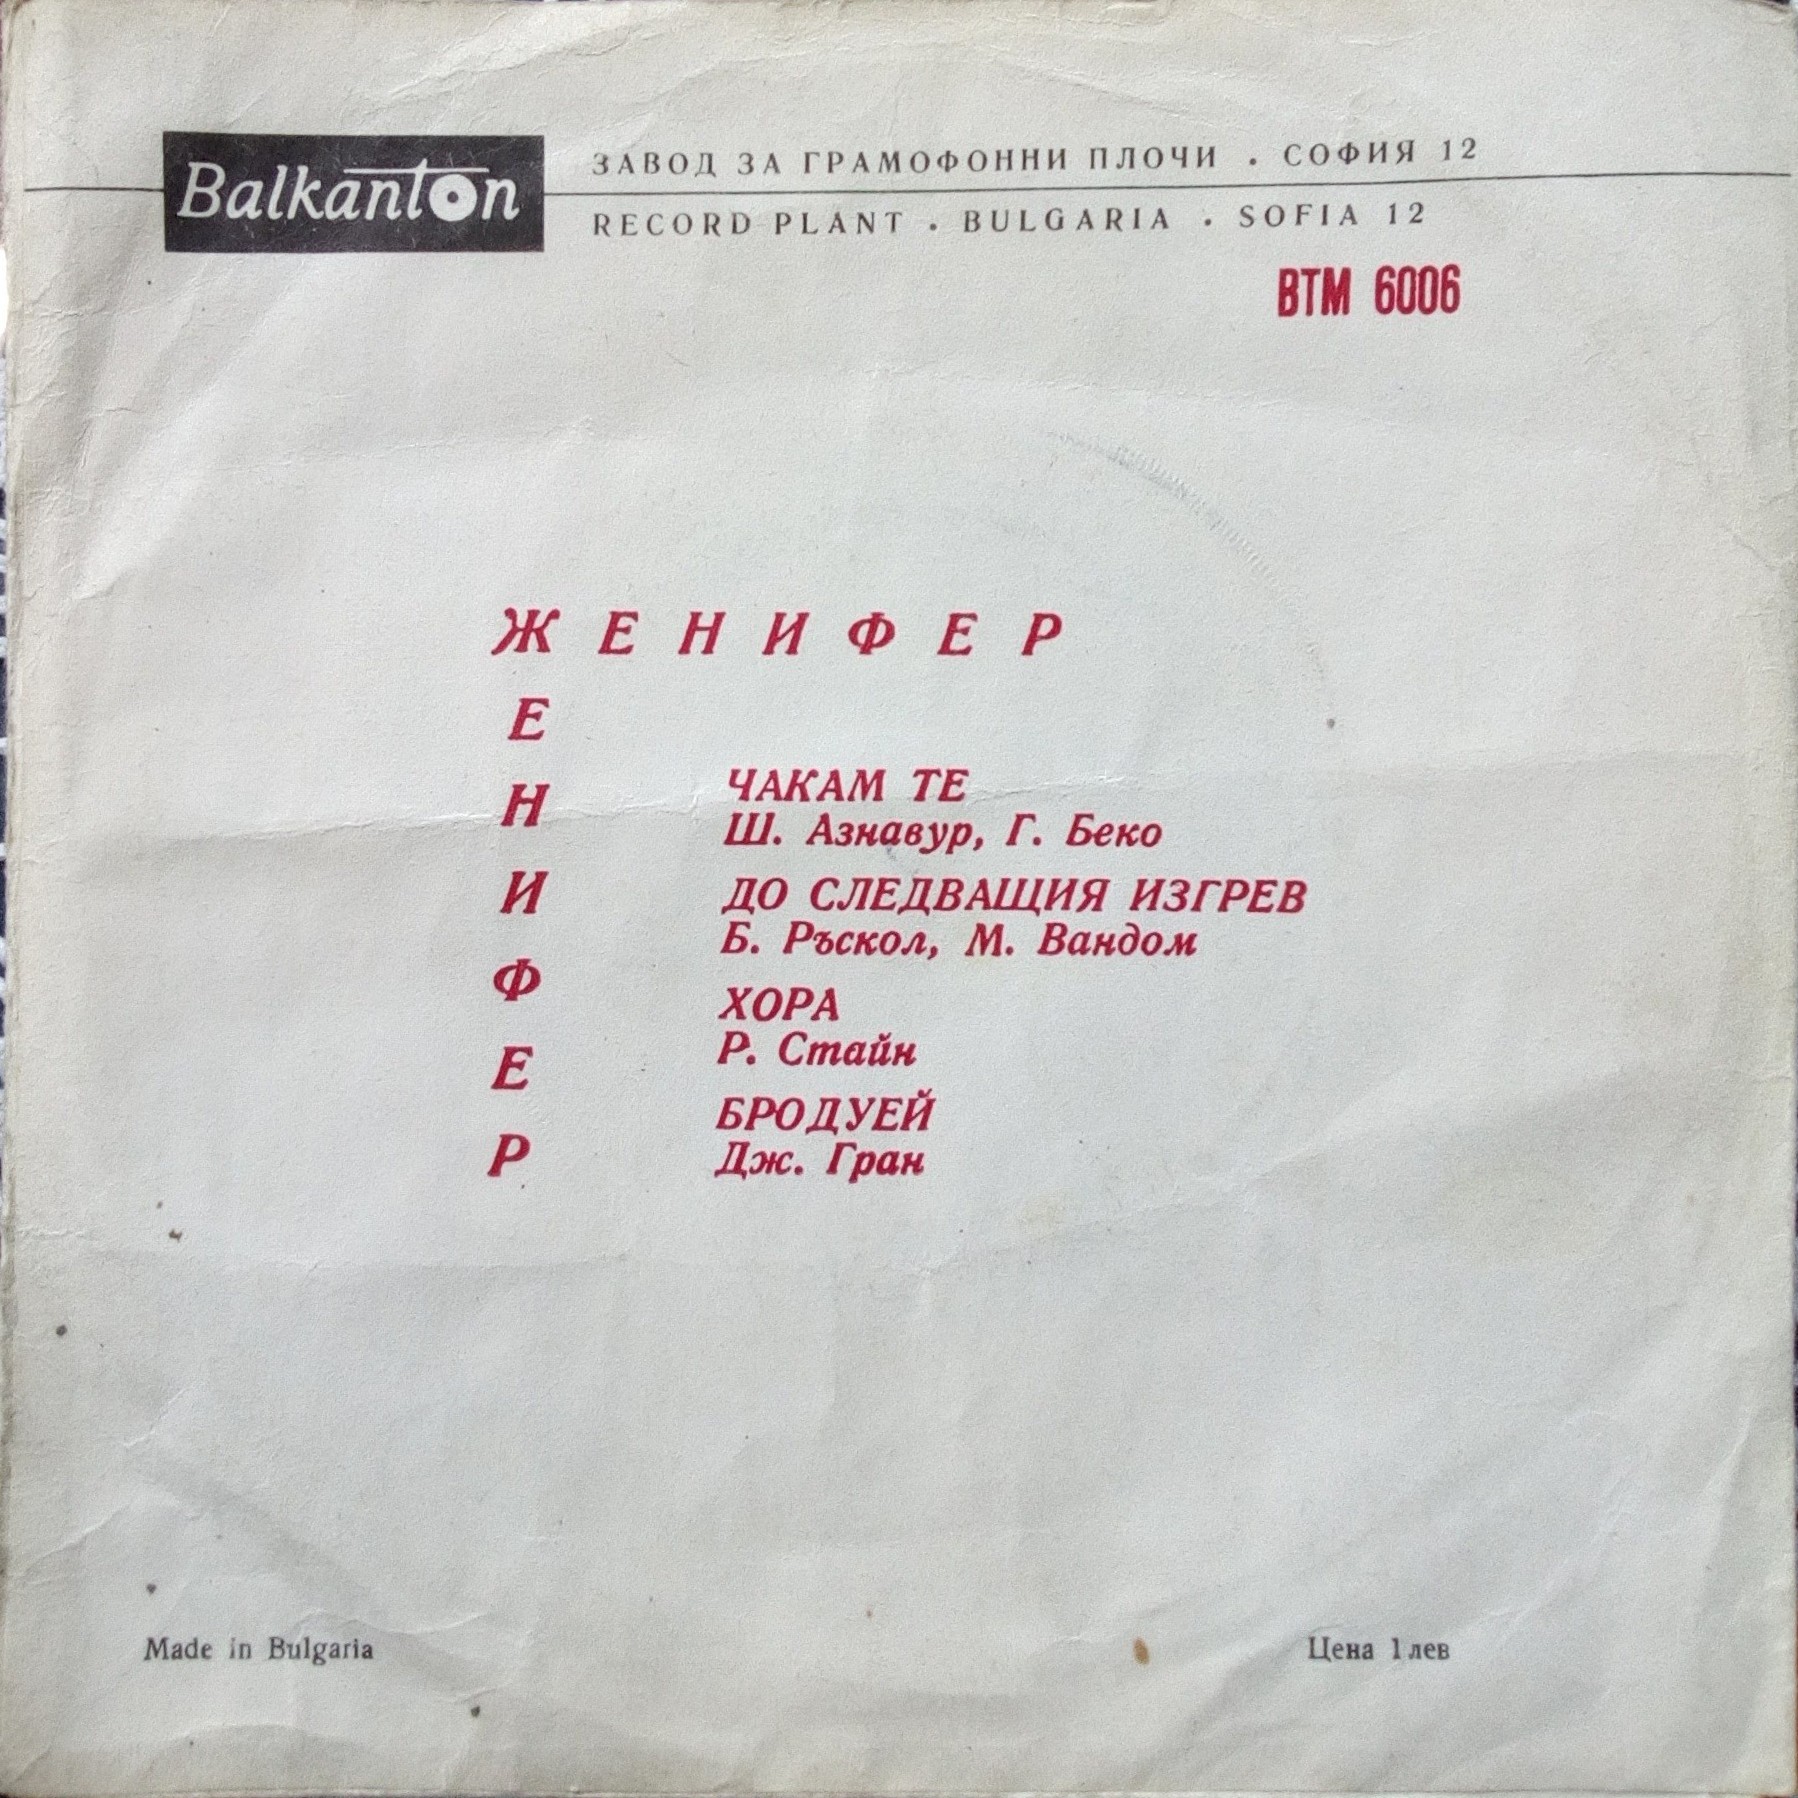 Balkanton
ЗАВОД ЗА ГРАМОФОННИ ПЛОЧИ . СОФИЯ 12
RECORD PLANT . BULGARIA . SOFIA 12
ВТМ 6006
ЖЕНИФЕР
Е
Н
И
Ф
Е
Р
ЧАКАМ ТЕ
Ш. Азнавур, Г. Беко
ДО СЛЕДВАЩИЯ ИЗГРЕВ
Б. Ръскол, М. Вандом
ХОРА
Р. Стайн
БРОДУЕЙ
Дж. Гран
Made in Bulgaria
Цена 1 лев